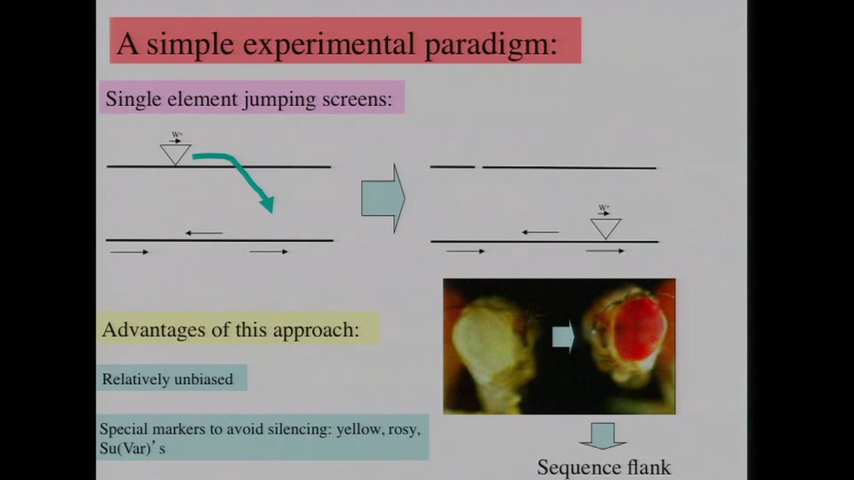 A simple experimental paradigm:
Single element jumping screens:
W+
W+
Advantages of this approach:
Relatively unbiased
Special markers to avoid silencing: yellow, rosy,
Su(Var)'s
Sequence flank